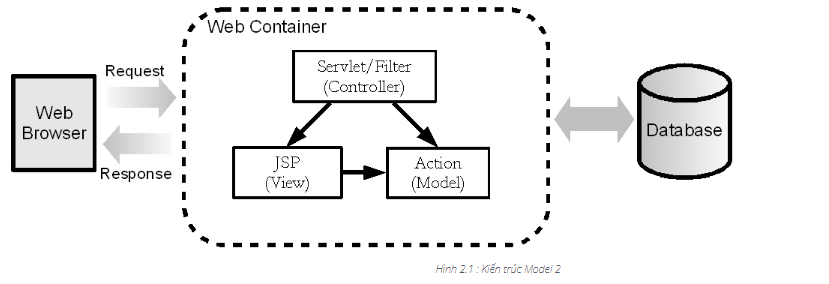 Web Container
Servlet/Filter
(Controller)
Request
Web
Browser
Response
JSP
(View)
Action
(Model)
Database
Hình 2.1 : Kiến trúc Model 2